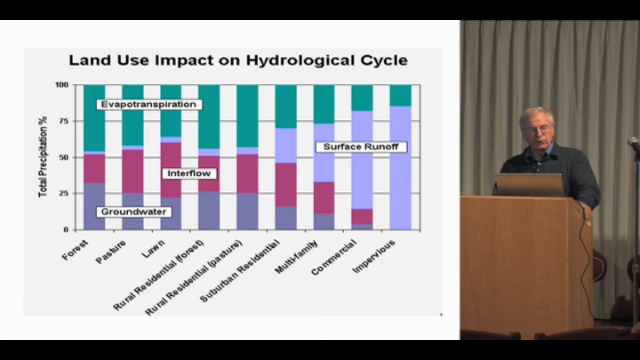 Land Use Impact on Hydrological Cycle
Total Precipitation %
100
75
50
25
0
Evapotranspiration
Surface Runoff
Interflow
Groundwater
Forest
Pasture
Lawn
Rural Residential (forest)
Rural Residential (pasture)
Suburban Residential
Multi-family
Commercial
Impervious